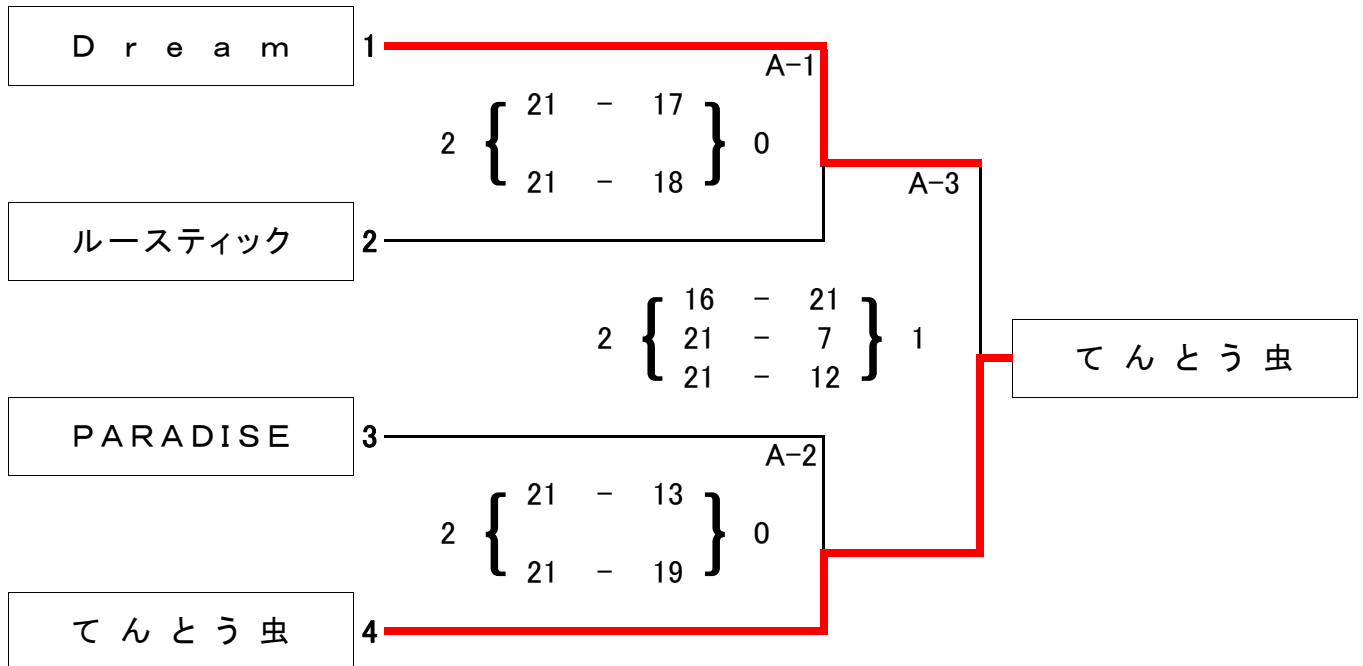 Dream 1
A-1
21 - 17
2 { } 0
21 - 18
A-3
ルースティック 2
16 - 21
2 { 21 - 7 } 1
21 - 12
てんとう虫
PARADISE 3
A-2
21 - 13
2 { } 0
21 - 19
てんとう虫 4